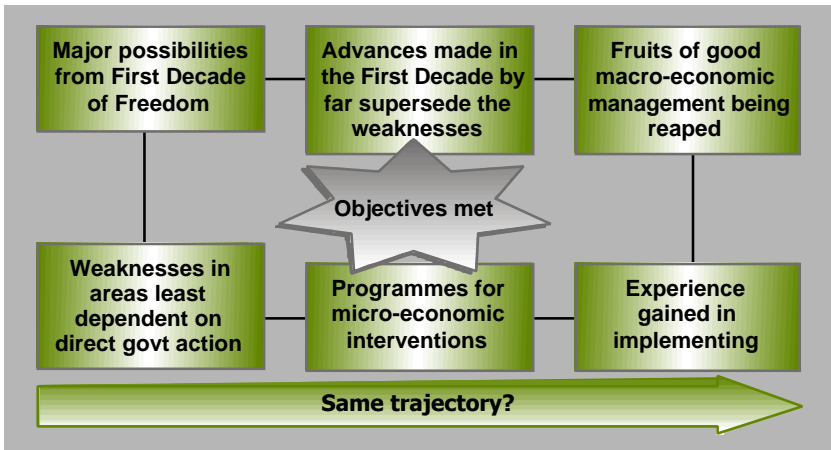 Major possibilities
from First Decade
of Freedom
Advances made in
the First Decade by
far supersede the
weaknesses
Fruits of good
macro-economic
management being
reaped
Objectives met
Weaknesses in
areas least
dependent on
direct govt action
Programmes for
micro-economic
interventions
Experience
gained in
implementing
Same trajectory?